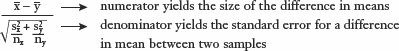 x̄ − ȳ → numerator yields the size of the difference in means
√(s²ₓ/nₓ + s²ᵧ/nᵧ) → denominator yields the standard error for a difference
in mean between two samples